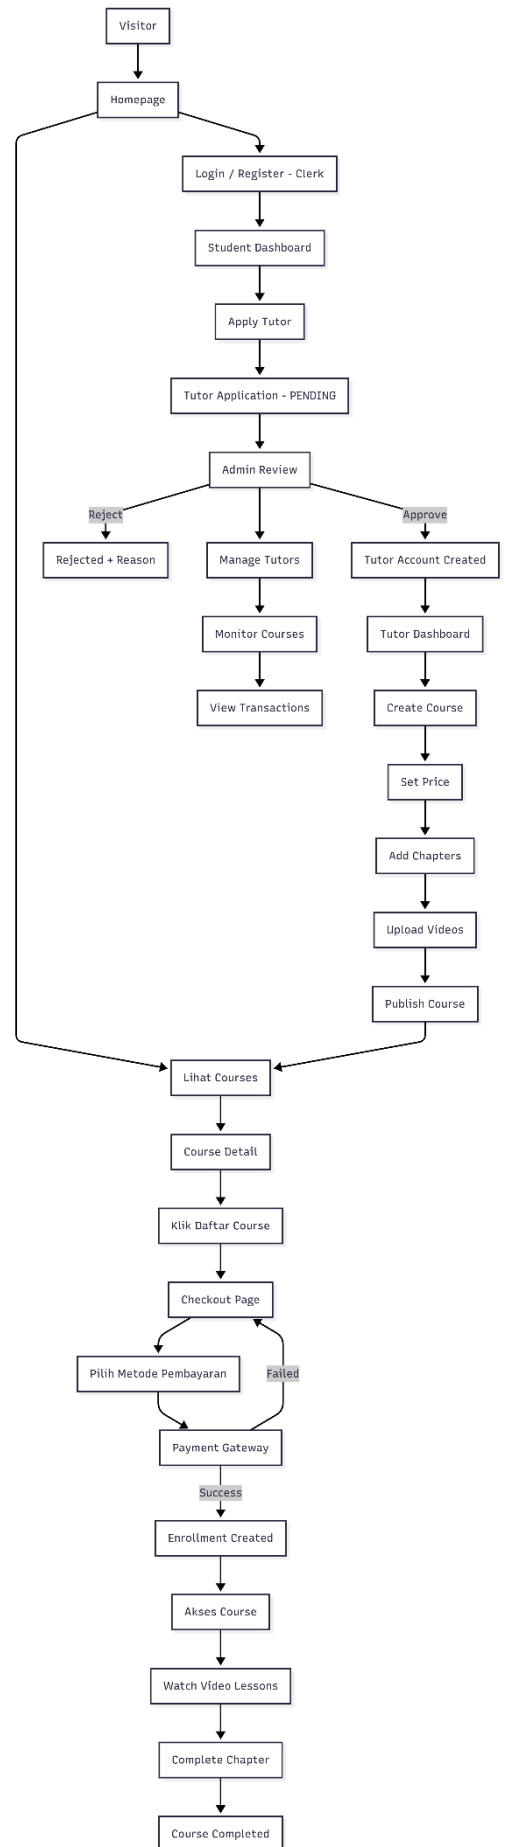 Visitor
Homepage
Login / Register - Clerk
Student Dashboard
Apply Tutor
Tutor Application - PENDING
Admin Review
Reject
Approve
Rejected + Reason
Manage Tutors
Tutor Account Created
Monitor Courses
Tutor Dashboard
View Transactions
Create Course
Set Price
Add Chapters
Upload Videos
Publish Course
Lihat Courses
Course Detail
Klik Daftar Course
Checkout Page
Pilih Metode Pembayaran
Failed
Payment Gateway
Success
Enrollment Created
Akses Course
Watch Video Lessons
Complete Chapter
Course Completed